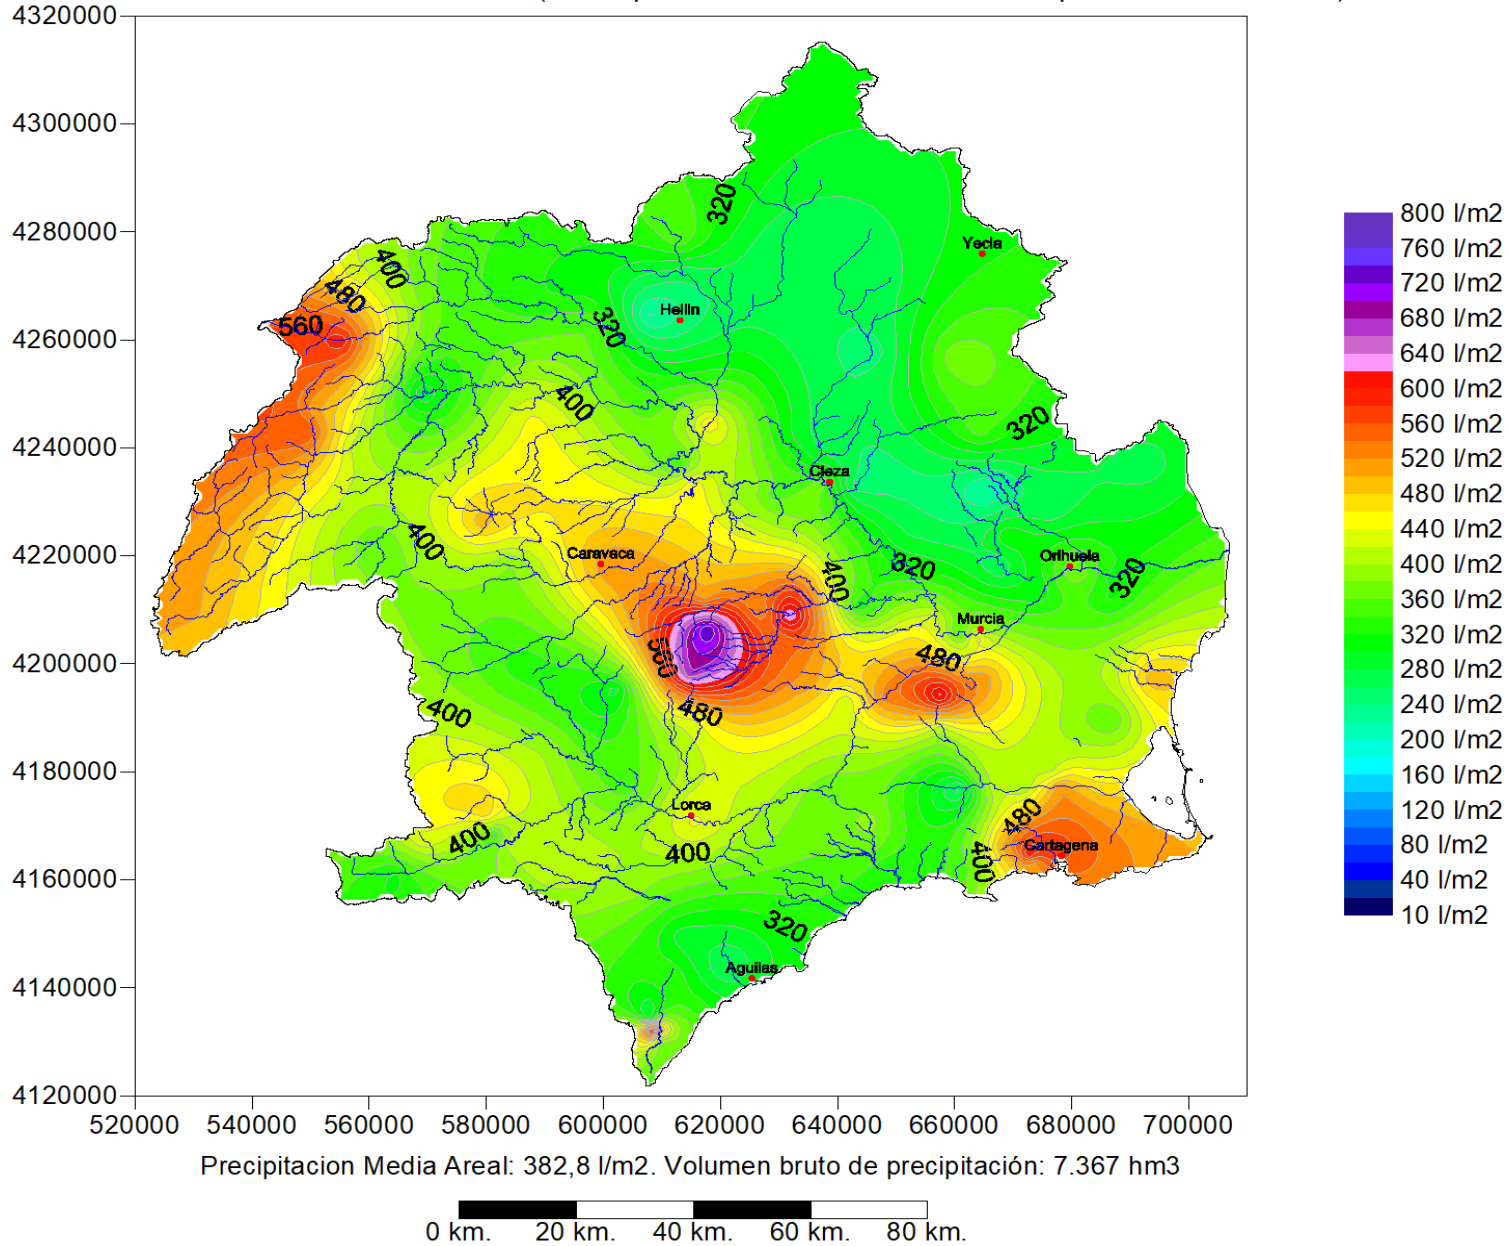 4320000
4300000
4280000
4260000
4240000
4220000
4200000
4180000
4160000
4140000
4120000
520000 540000 560000 580000 600000 620000 640000 660000 680000 700000
320
Yecla
400
480
560
Hellin
320
400
320
Cieza
400
Caravaca
320
Orihuela
400
320
Murcia
560
480
400
480
Lorca
480
400
Cartagena
400
400
320
Aguilas
800 l/m2
760 l/m2
720 l/m2
680 l/m2
640 l/m2
600 l/m2
560 l/m2
520 l/m2
480 l/m2
440 l/m2
400 l/m2
360 l/m2
320 l/m2
280 l/m2
240 l/m2
200 l/m2
160 l/m2
120 l/m2
80 l/m2
40 l/m2
10 l/m2
Precipitacion Media Areal: 382,8 l/m2. Volumen bruto de precipitación: 7.367 hm3
0 km. 20 km. 40 km. 60 km. 80 km.